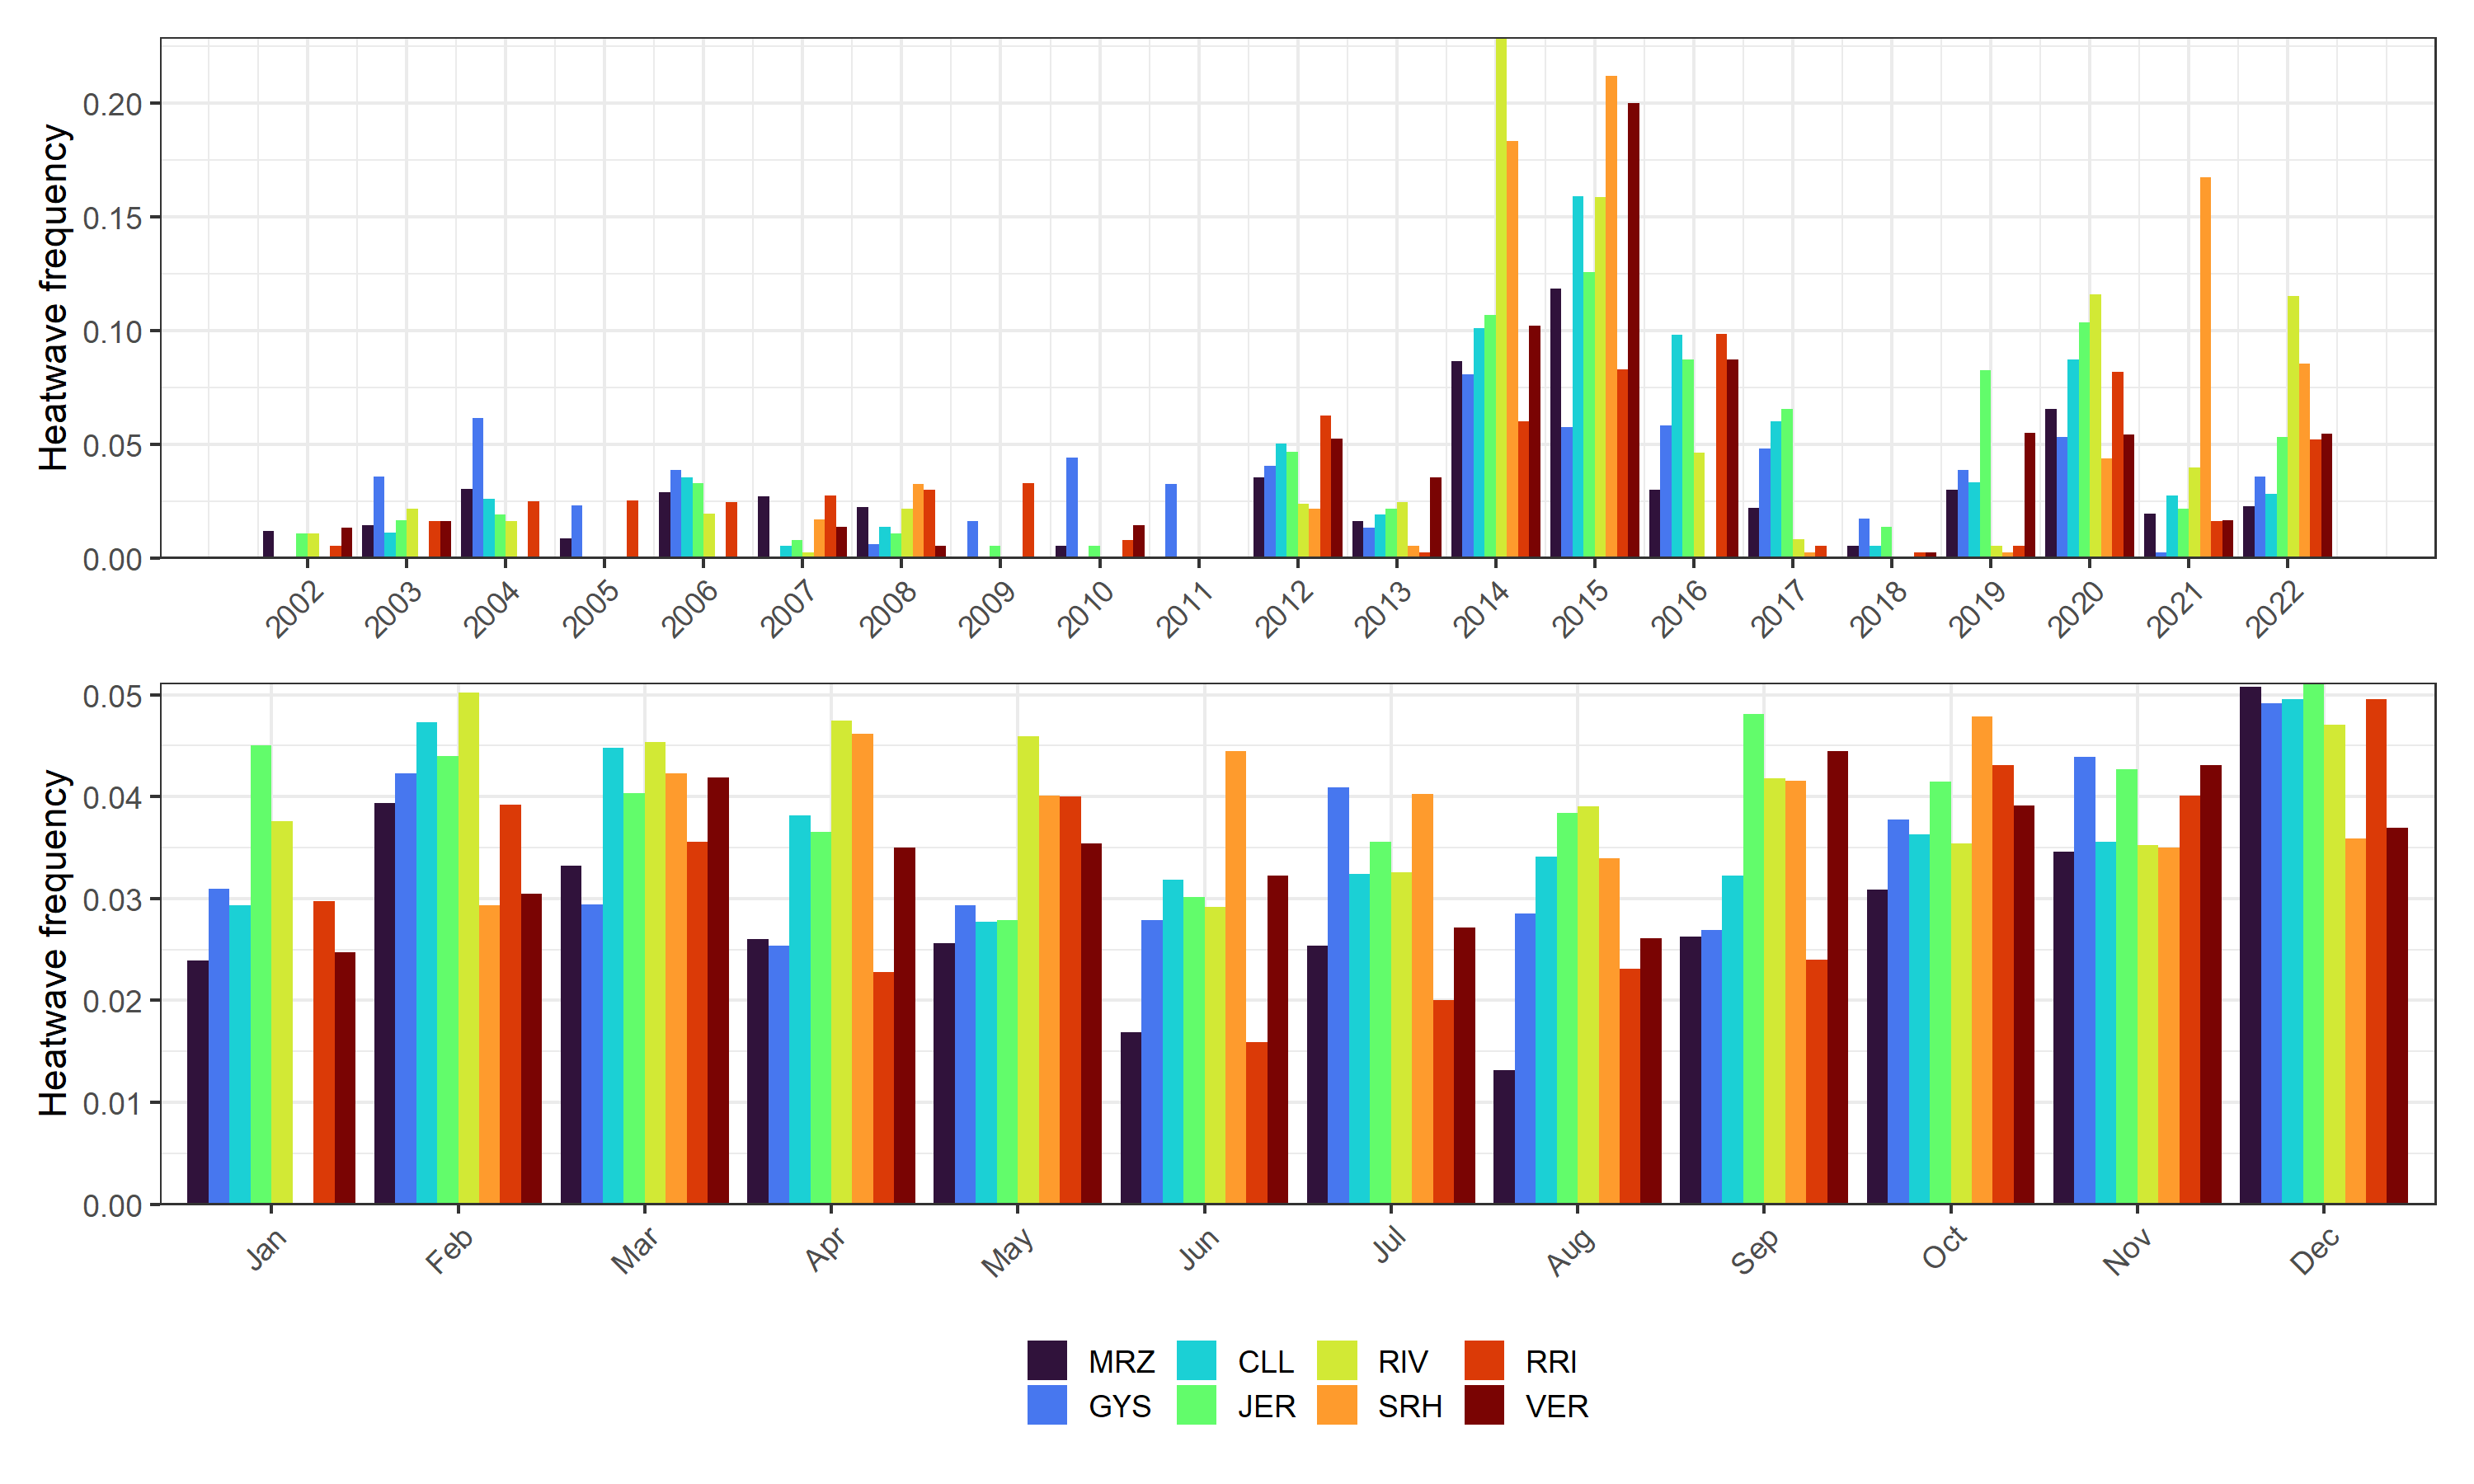 Heatwave frequency
0.20
0.15
0.10
0.05
0.00
2002 2003 2004 2005 2006 2007 2008 2009 2010 2011 2012 2013 2014 2015 2016 2017 2018 2019 2020 2021 2022
Heatwave frequency
0.05
0.04
0.03
0.02
0.01
0.00
Jan Feb Mar Apr May Jun Jul Aug Sep Oct Nov Dec
MRZ CLL RIV RRI
GYS JER SRH VER